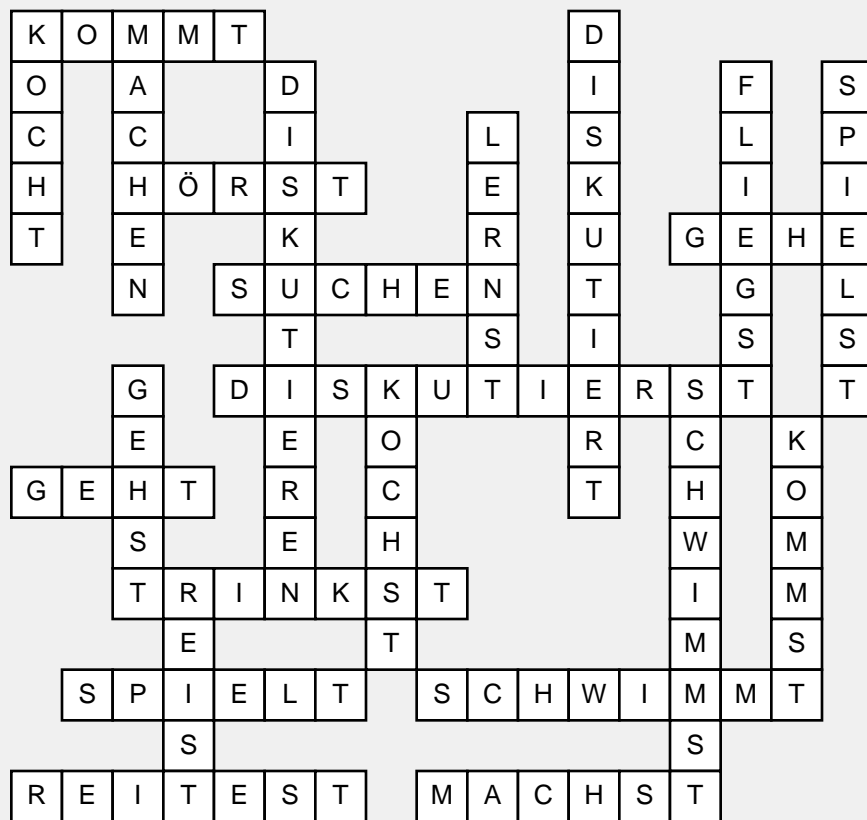 K O M M T D
O A D I F S
C C I L S L P
H H Ö R S T E K I I
T E K R U G E H E
N S U C H E N T G L
T S I S S
G D I S K U T I E R S T T
E E O R C K
G E H T R C T H O
S E H W M
T R I N K S T I M
E T M S
S P I E L T S C H W I M M T
S S
R E I T E S T M A C H S T